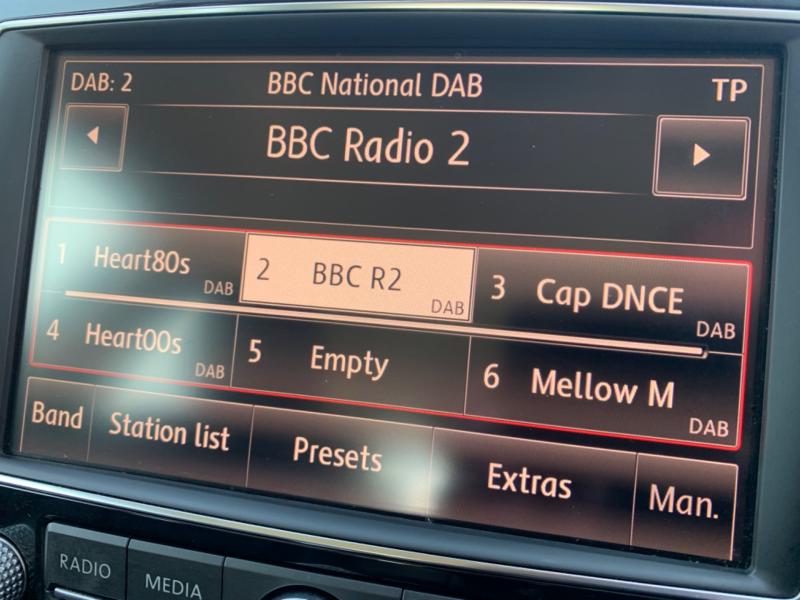 DAB: 2 BBC National DAB TP
BBC Radio 2
1 Heart80s DAB
2 BBC R2 DAB
3 Cap DNCE DAB
4 Heart00s DAB
5 Empty
6 Mellow M DAB
Band Station list Presets Extras Man.
RADIO MEDIA